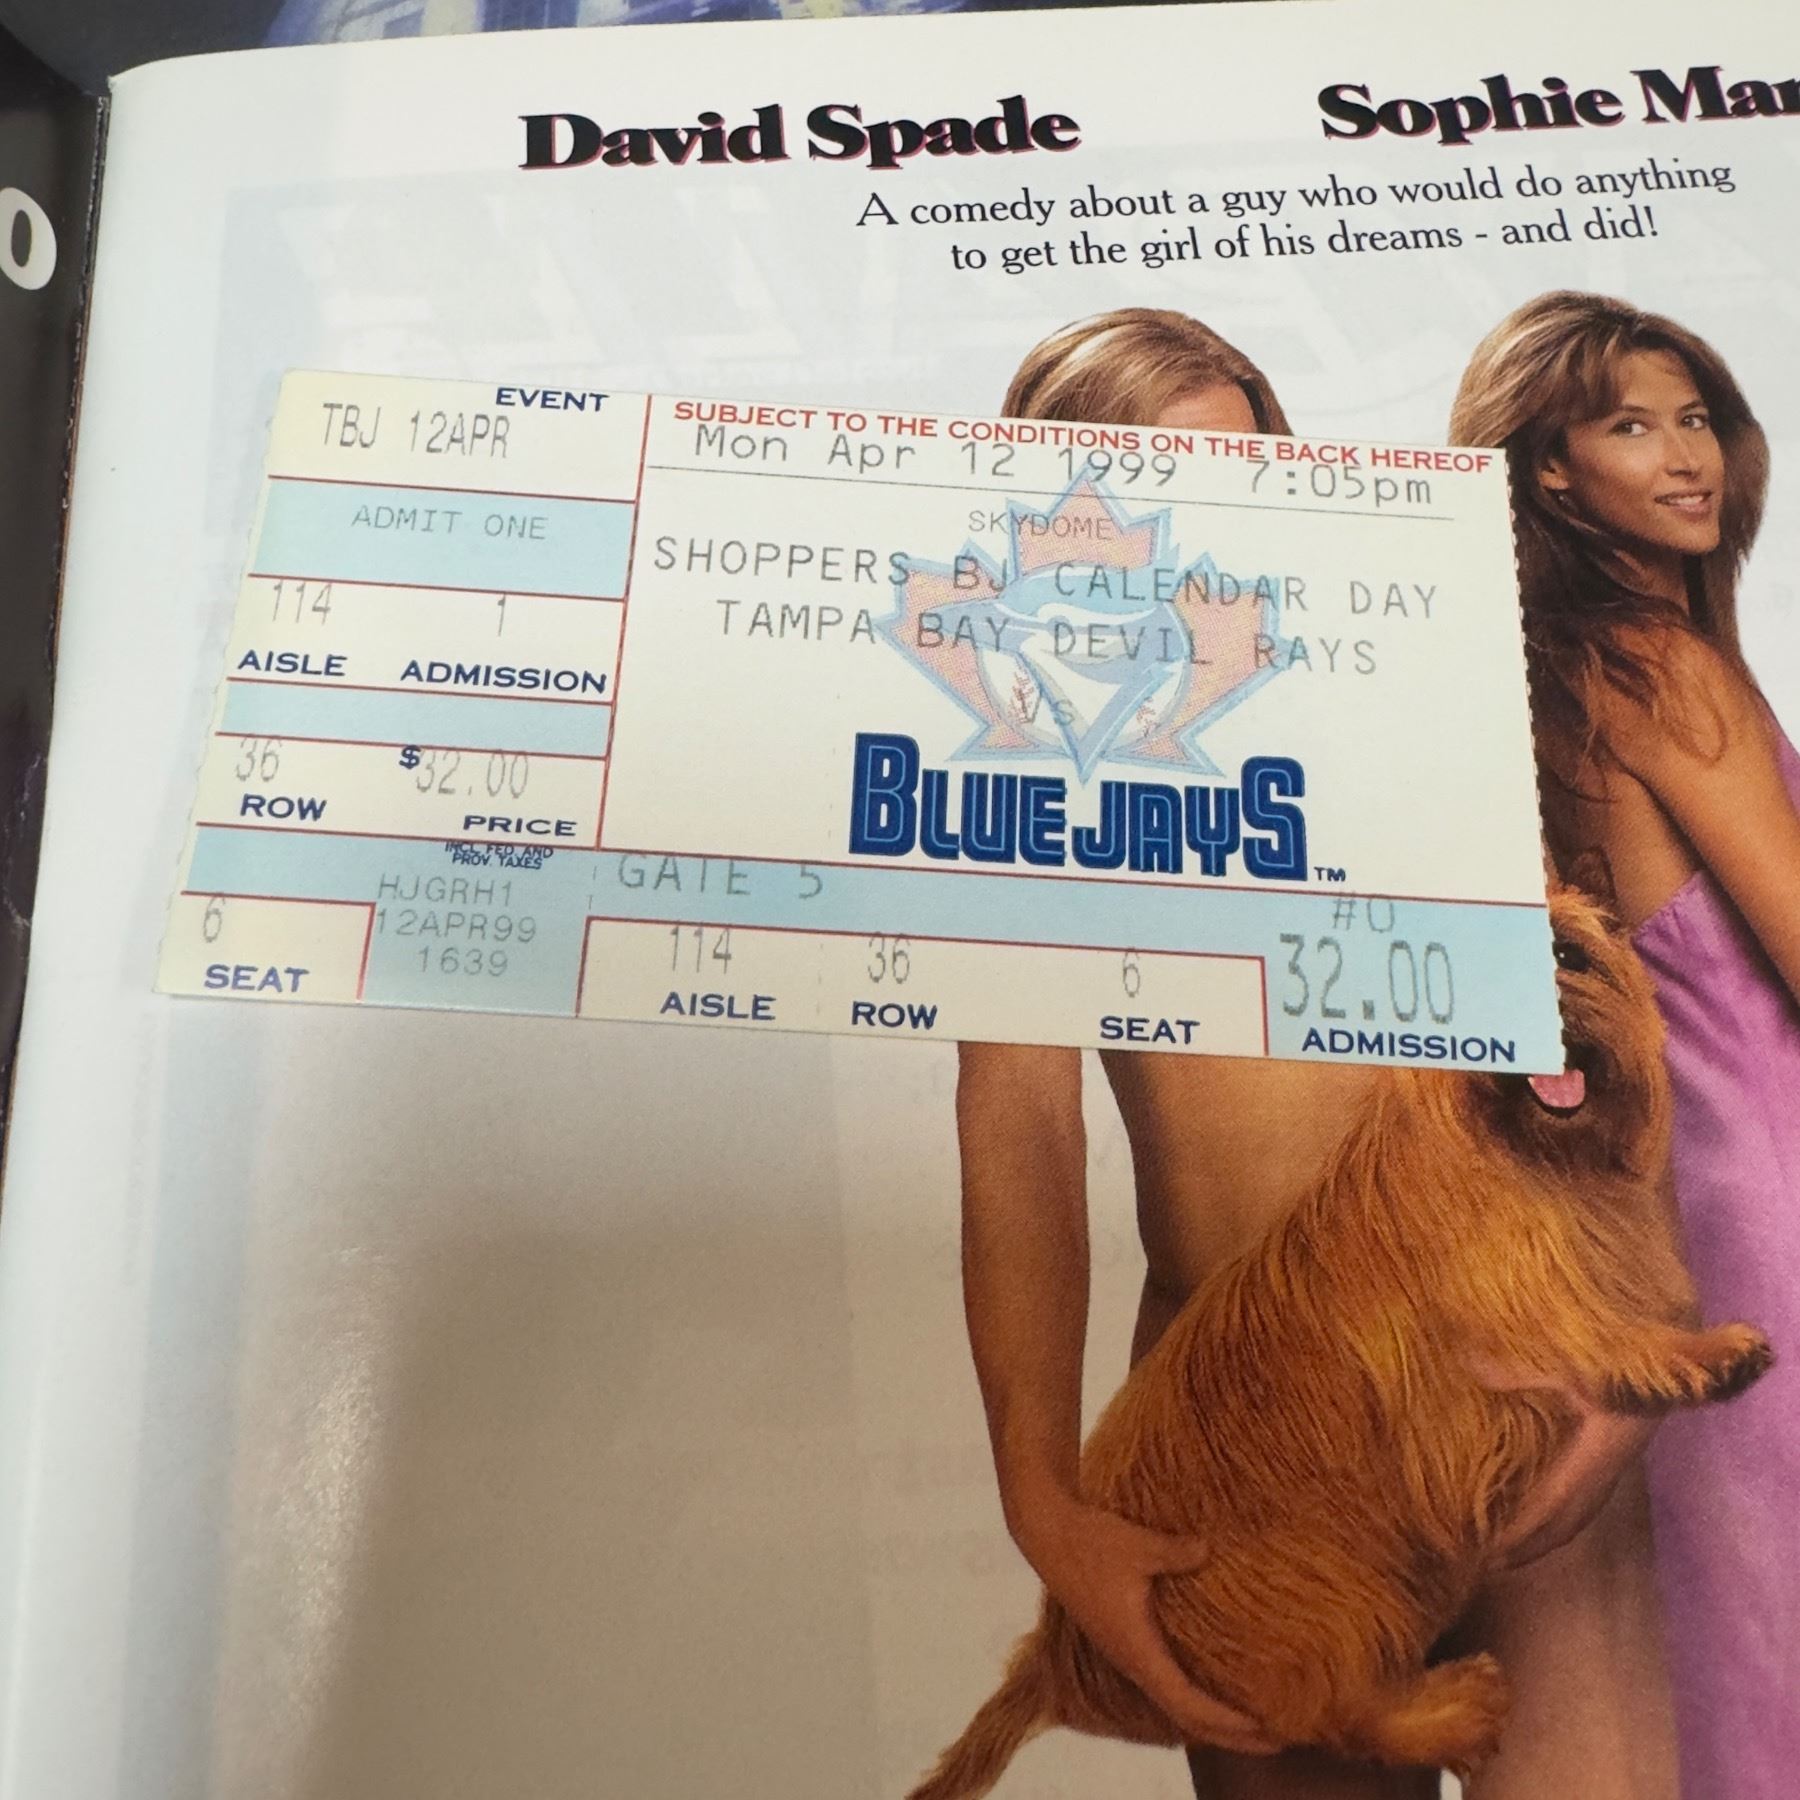 O
David Spade
Sophie Mar
A comedy about a guy who would do anything
to get the girl of his dreams - and did!
EVENT
TBJ 12APR
ADMIT ONE
114 1
AISLE ADMISSION
36 $32.00
ROW PRICE
INCL. FED. AND
PROV. TAXES
HJGRH1
6 12APR99
SEAT 1639
SUBJECT TO THE CONDITIONS ON THE BACK HEREOF
Mon Apr 12 1999 7:05pm
SKYDOME
SHOPPERS BJ CALENDAR DAY
TAMPA BAY DEVIL RAYS
VS
BLUE JAYS TM
GATE 5 #0
114 36 6 32.00
AISLE ROW SEAT ADMISSION